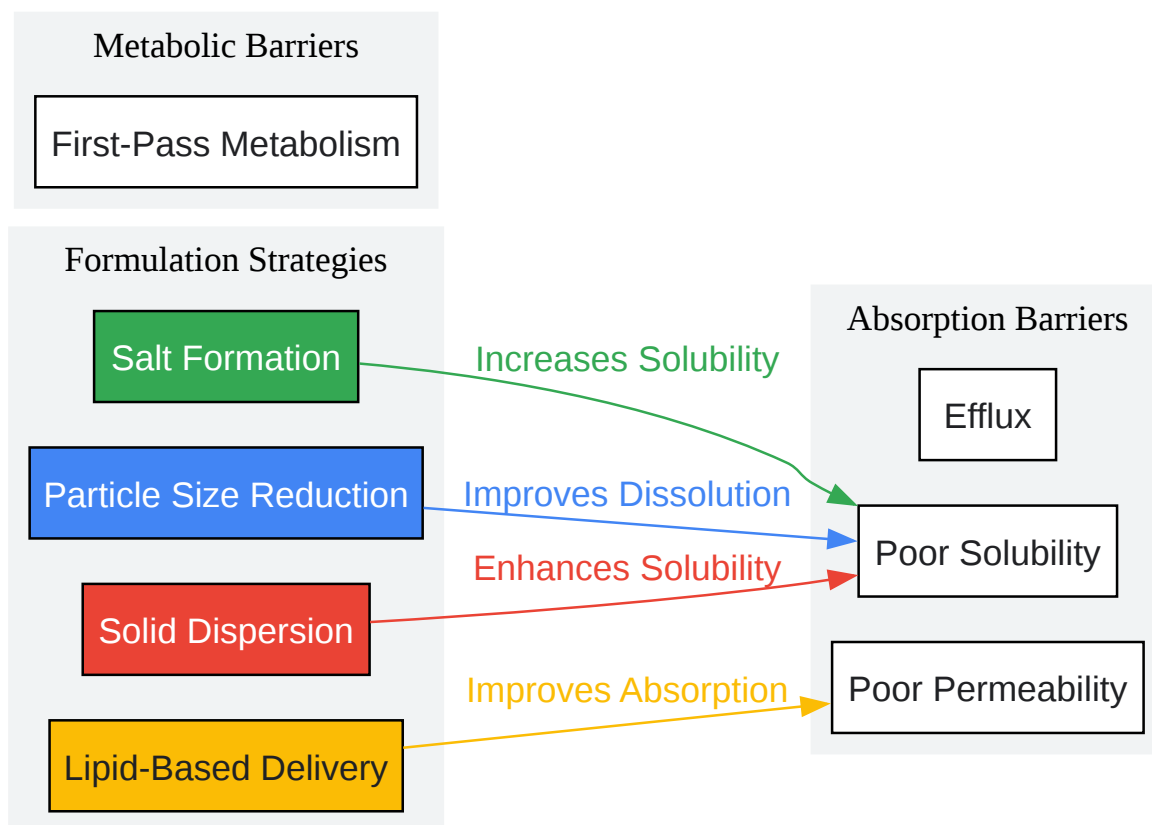 Metabolic Barriers
First-Pass Metabolism
Formulation Strategies
Salt Formation
Particle Size Reduction
Solid Dispersion
Lipid-Based Delivery
Increases Solubility
Improves Dissolution
Enhances Solubility
Improves Absorption
Absorption Barriers
Efflux
Poor Solubility
Poor Permeability